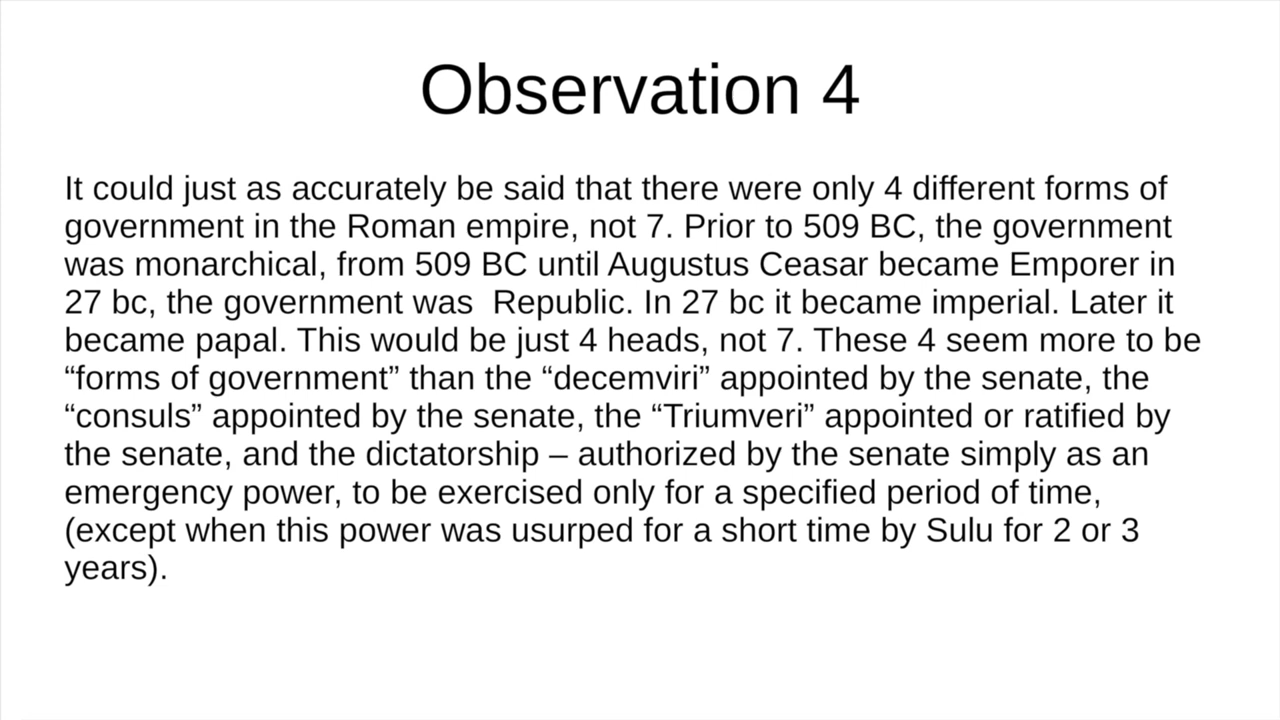 Observation 4
It could just as accurately be said that there were only 4 different forms of
government in the Roman empire, not 7. Prior to 509 BC, the government
was monarchical, from 509 BC until Augustus Ceasar became Emporer in
27 bc, the government was  Republic. In 27 bc it became imperial. Later it
became papal. This would be just 4 heads, not 7. These 4 seem more to be
“forms of government” than the “decemviri” appointed by the senate, the
“consuls” appointed by the senate, the “Triumveri” appointed or ratified by
the senate, and the dictatorship – authorized by the senate simply as an
emergency power, to be exercised only for a specified period of time,
(except when this power was usurped for a short time by Sulu for 2 or 3
years).